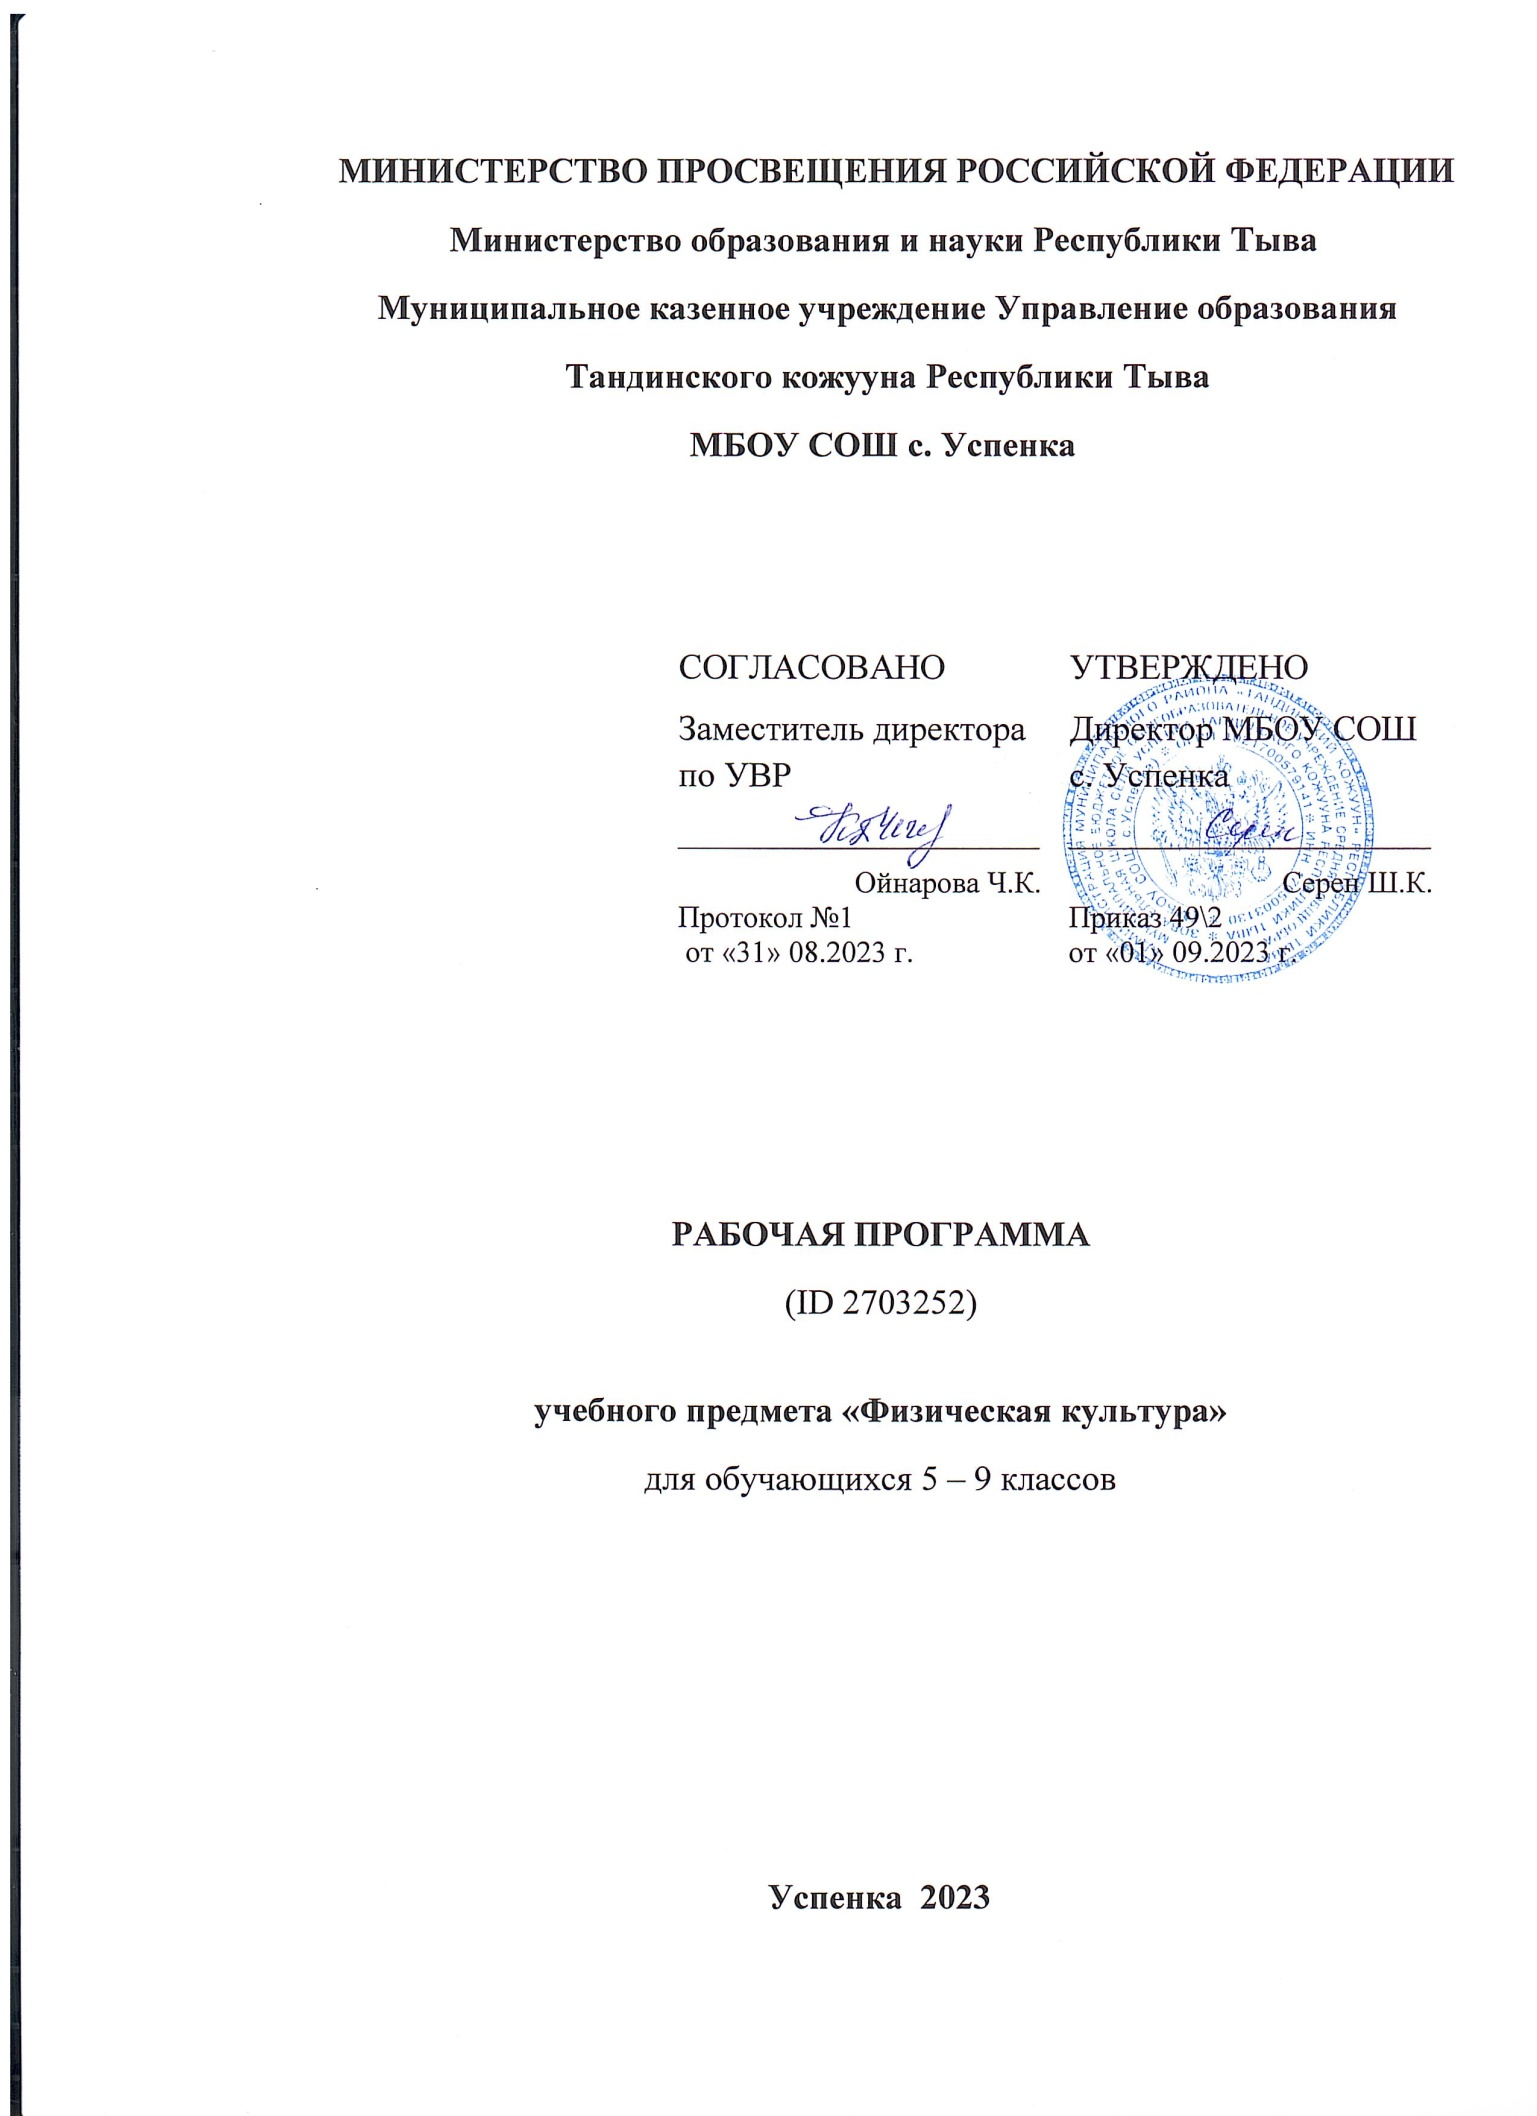 МИНИСТЕРСТВО ПРОСВЕЩЕНИЯ РОССИЙСКОЙ ФЕДЕРАЦИИ
Министерство образования и науки Республики Тыва
Муниципальное казенное учреждение Управление образования
Тандинского кожууна Республики Тыва
МБОУ СОШ с. Успенка
СОГЛАСОВАНО
Заместитель директора
по УВР
Ойнарова Ч.К.
Протокол №1
от «31» 08.2023 г.
УТВЕРЖДЕНО
Директор МБОУ СОШ
с. Успенка
Серен
Серен Ш.К.
Приказ 49\2
от «01» 09.2023 г.
РАБОЧАЯ ПРОГРАММА
(ID 2703252)
учебного предмета «Физическая культура»
для обучающихся 5 – 9 классов
Успенка 2023